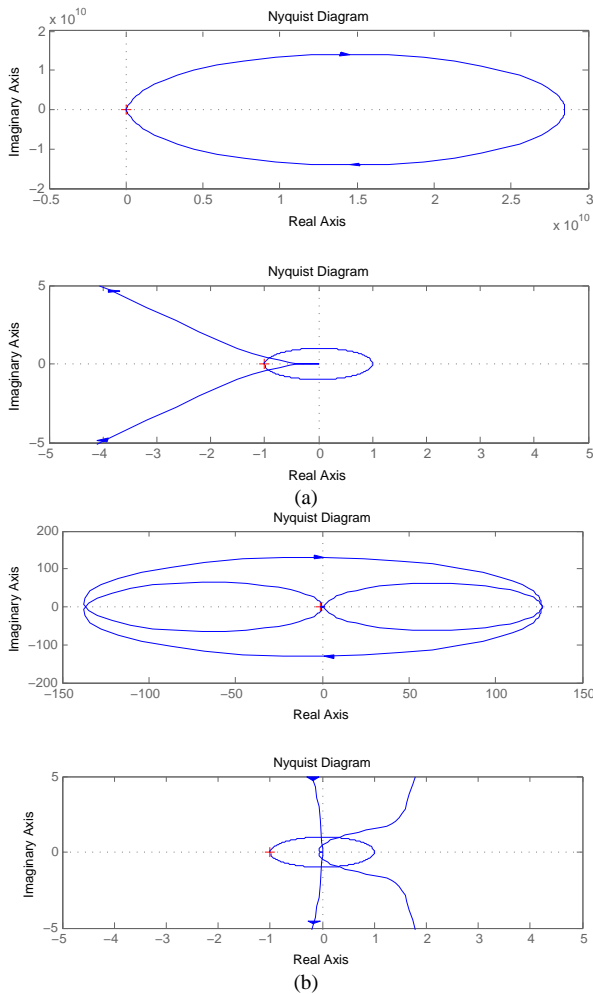 x 10^10
Nyquist Diagram
2
1
0
−1
−2
Imaginary Axis
−0.5 0 0.5 1 1.5 2 2.5 3
x 10^10
Real Axis
Nyquist Diagram
5
0
−5
Imaginary Axis
−5 −4 −3 −2 −1 0 1 2 3 4 5
Real Axis
(a)
Nyquist Diagram
200
100
0
−100
−200
Imaginary Axis
−150 −100 −50 0 50 100 150
Real Axis
Nyquist Diagram
5
0
−5
Imaginary Axis
−5 −4 −3 −2 −1 0 1 2 3 4 5
Real Axis
(b)